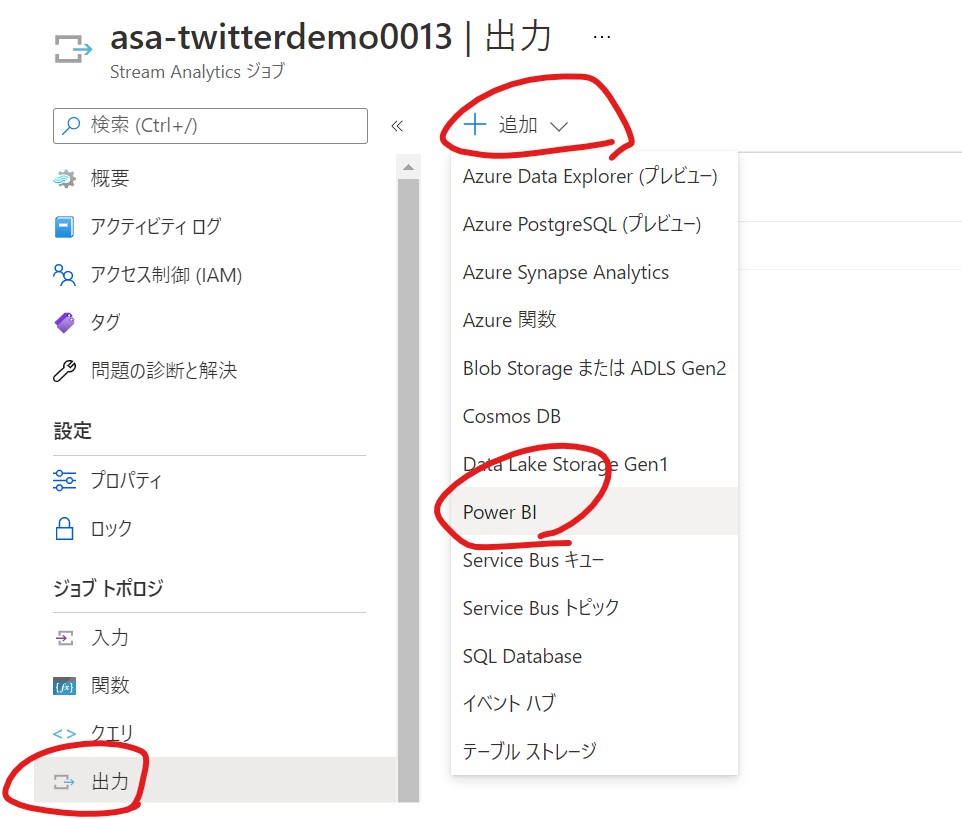 asa-twitterdemo0013 | 出力 ...
Stream Analytics ジョブ
検索 (Ctrl+/)
«
追加
概要
アクティビティ ログ
アクセス制御 (IAM)
タグ
問題の診断と解決
設定
プロパティ
ロック
ジョブ トポロジ
入力
{fx} 関数
<> クエリ
出力
Azure Data Explorer (プレビュー)
Azure PostgreSQL (プレビュー)
Azure Synapse Analytics
Azure 関数
Blob Storage または ADLS Gen2
Cosmos DB
Data Lake Storage Gen1
Power BI
Service Bus キュー
Service Bus トピック
SQL Database
イベント ハブ
テーブル ストレージ